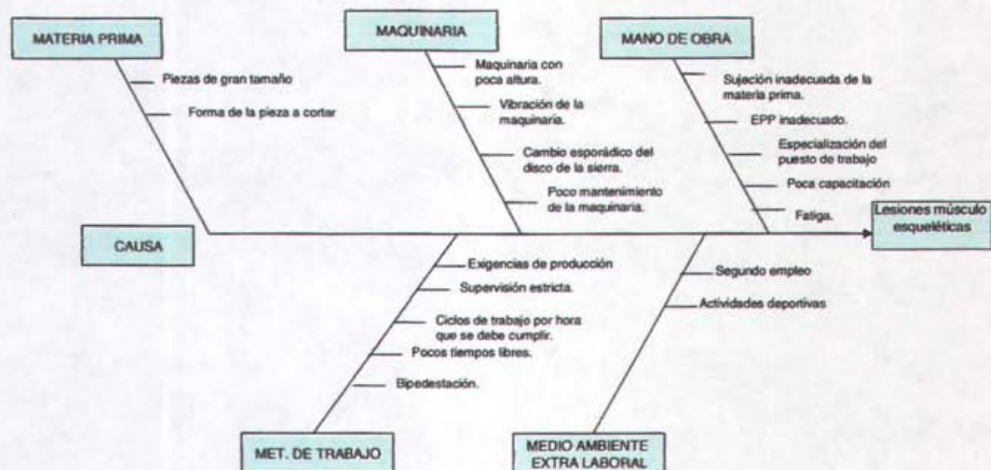 MATERIA PRIMA
Piezas de gran tamaño
Forma de la pieza a cortar
MAQUINARIA
Maquinaria con
poca altura.
Vibración de la
maquinaria.
Cambio esporádico del
disco de la sierra.
Poco mantenimiento
de la maquinaria.
MANO DE OBRA
Sujeción inadecuada de la
materia prima.
EPP inadecuado.
Especialización del
puesto de trabajo
Poca capacitación
Fatiga.
CAUSA
Lesiones músculo
esqueléticas
Exigencias de producción
Supervisión estricta.
Ciclos de trabajo por hora
que se debe cumplir.
Pocos tiempos libres.
Bipedestación.
MET. DE TRABAJO
Segundo empleo
Actividades deportivas
MEDIO AMBIENTE
EXTRA LABORAL